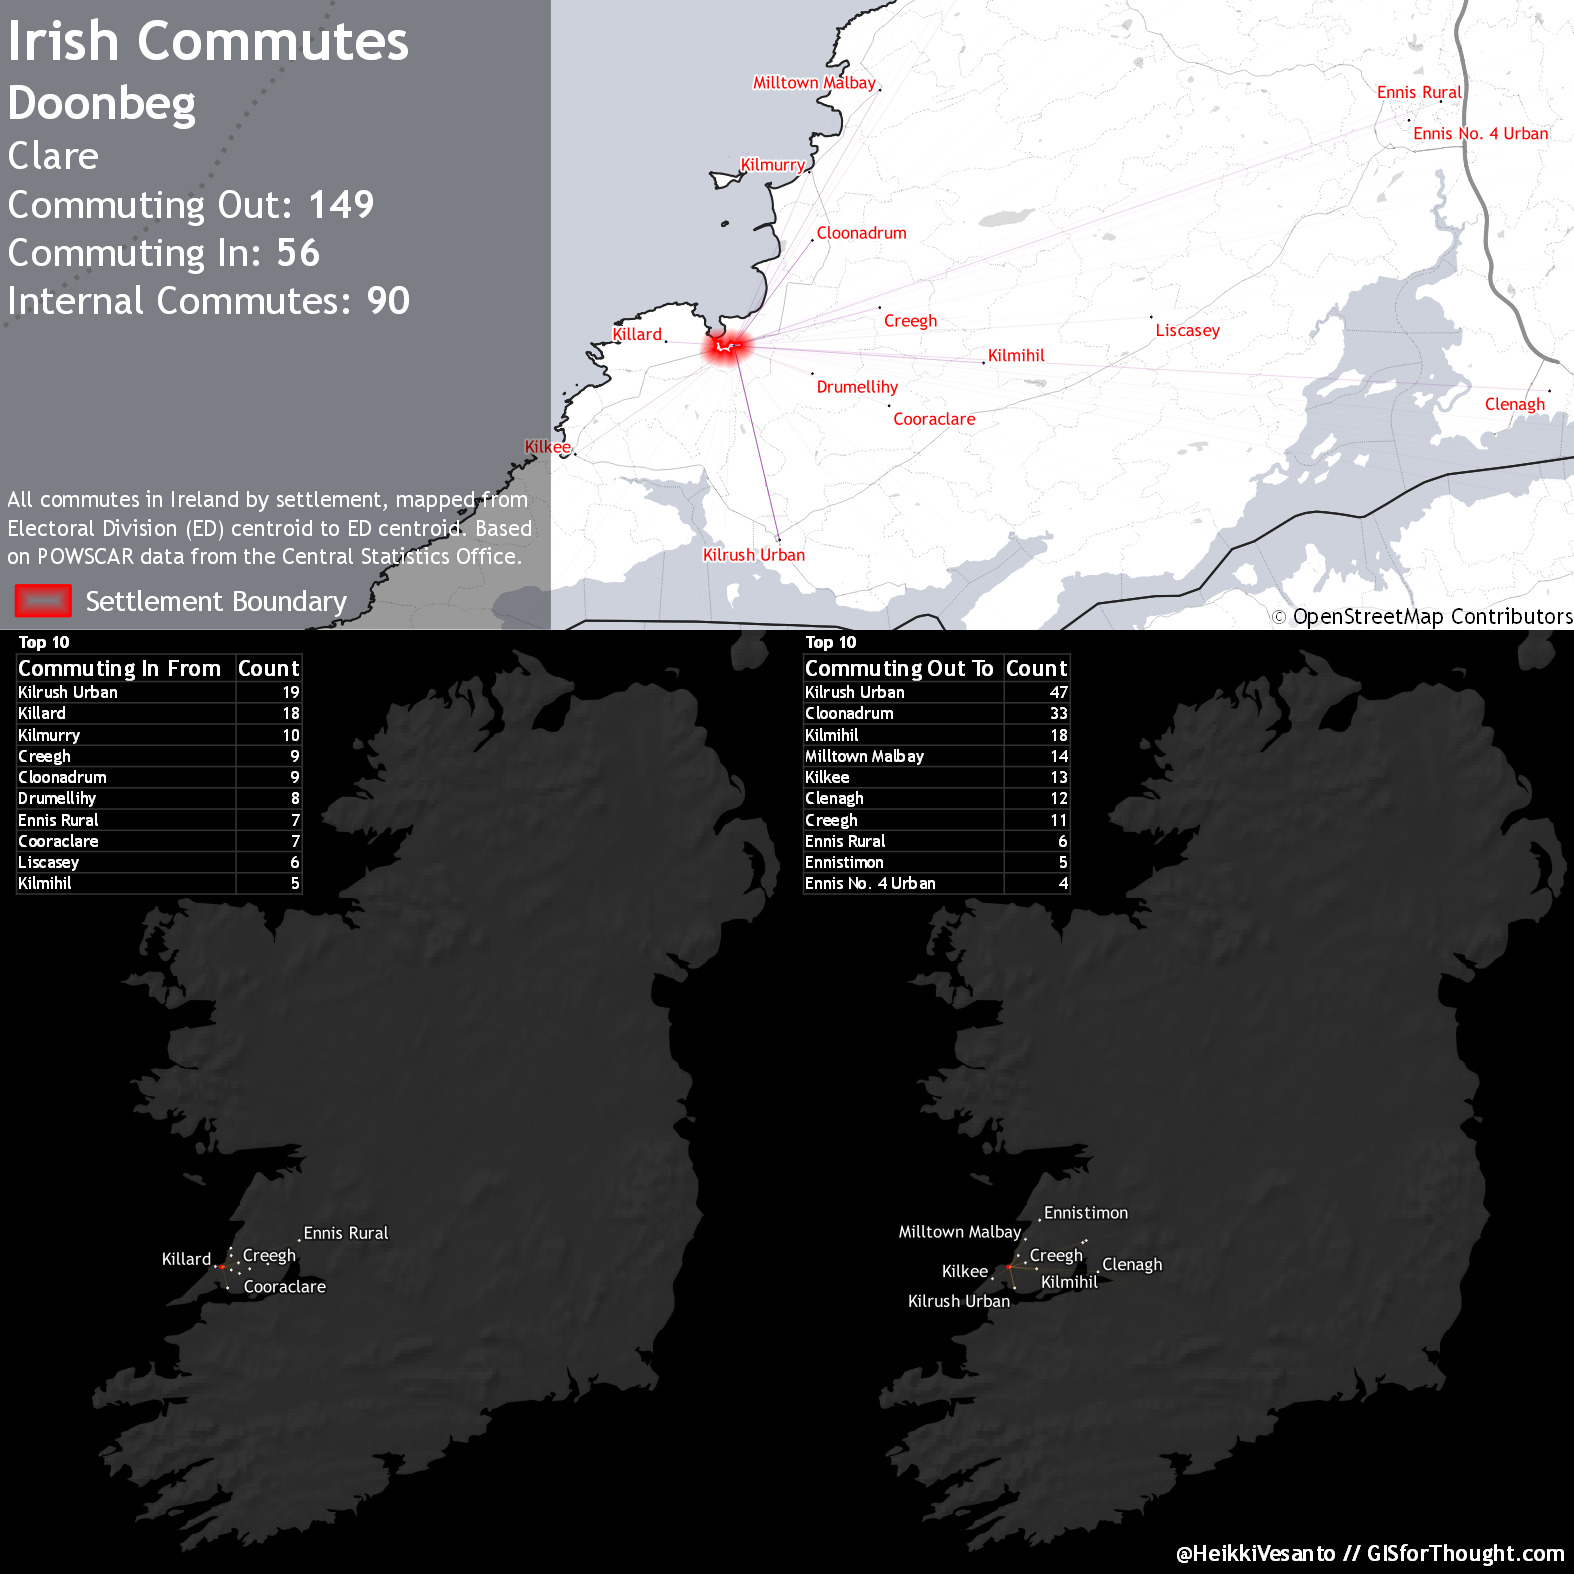 Irish Commutes
Doonbeg
Clare
Commuting Out: 149
Commuting In: 56
Internal Commutes: 90
All commutes in Ireland by settlement, mapped from
Electoral Division (ED) centroid to ED centroid. Based
on POWSCAR data from the Central Statistics Office.
Settlement Boundary
Milltown Malbay
Ennis Rural
Ennis No. 4 Urban
Kilmurry
Cloonadrum
Creegh
Liscasey
Killard
Kilmihil
Drumellihy
Clenagh
Cooraclare
Kilkee
Kilrush Urban
© OpenStreetMap Contributors
Top 10
Commuting In From Count
Kilrush Urban 19
Killard 18
Kilmurry 10
Creegh 9
Cloonadrum 9
Drumellihy 8
Ennis Rural 7
Cooraclare 7
Liscasey 6
Kilmihil 5
Top 10
Commuting Out To Count
Kilrush Urban 47
Cloonadrum 33
Kilmihil 18
Milltown Malbay 14
Kilkee 13
Clenagh 12
Creegh 11
Ennis Rural 6
Ennistimon 5
Ennis No. 4 Urban 4
Ennis Rural
Killard
Creegh
Cooraclare
Ennistimon
Milltown Malbay
Creegh
Clenagh
Kilkee
Kilmihil
Kilrush Urban
@HeikkiVesanto // GISforThought.com